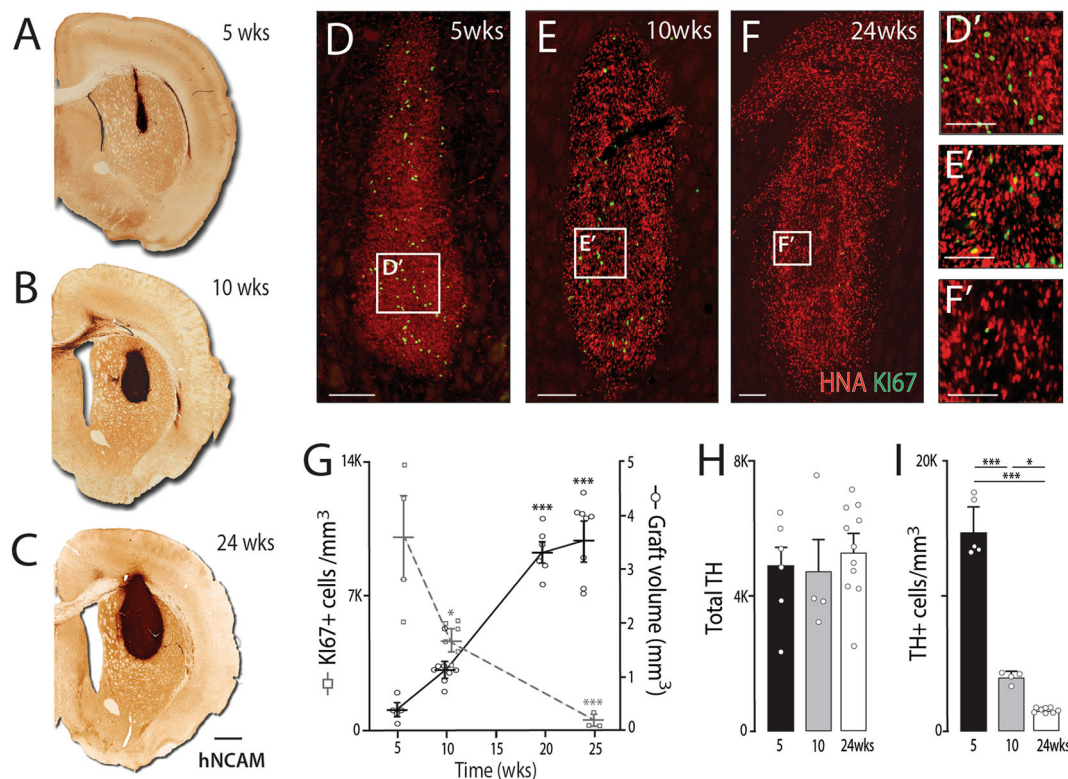 A
5 wks
B
10 wks
C
24 wks
hNCAM
D
5wks
D'
E
10wks
E'
F
24wks
F'
HNA KI67
D'
E'
F'
G
KI67+ cells /mm³
14K
7K
0
***
***
*
***
5
4
3
2
1
0
Graft volume (mm³)
5
10
15
20
25
Time (wks)
H
Total TH
8K
4K
0
5
10
24wks
I
TH+ cells/mm³
20K
0
*** *
***
5
10
24wks